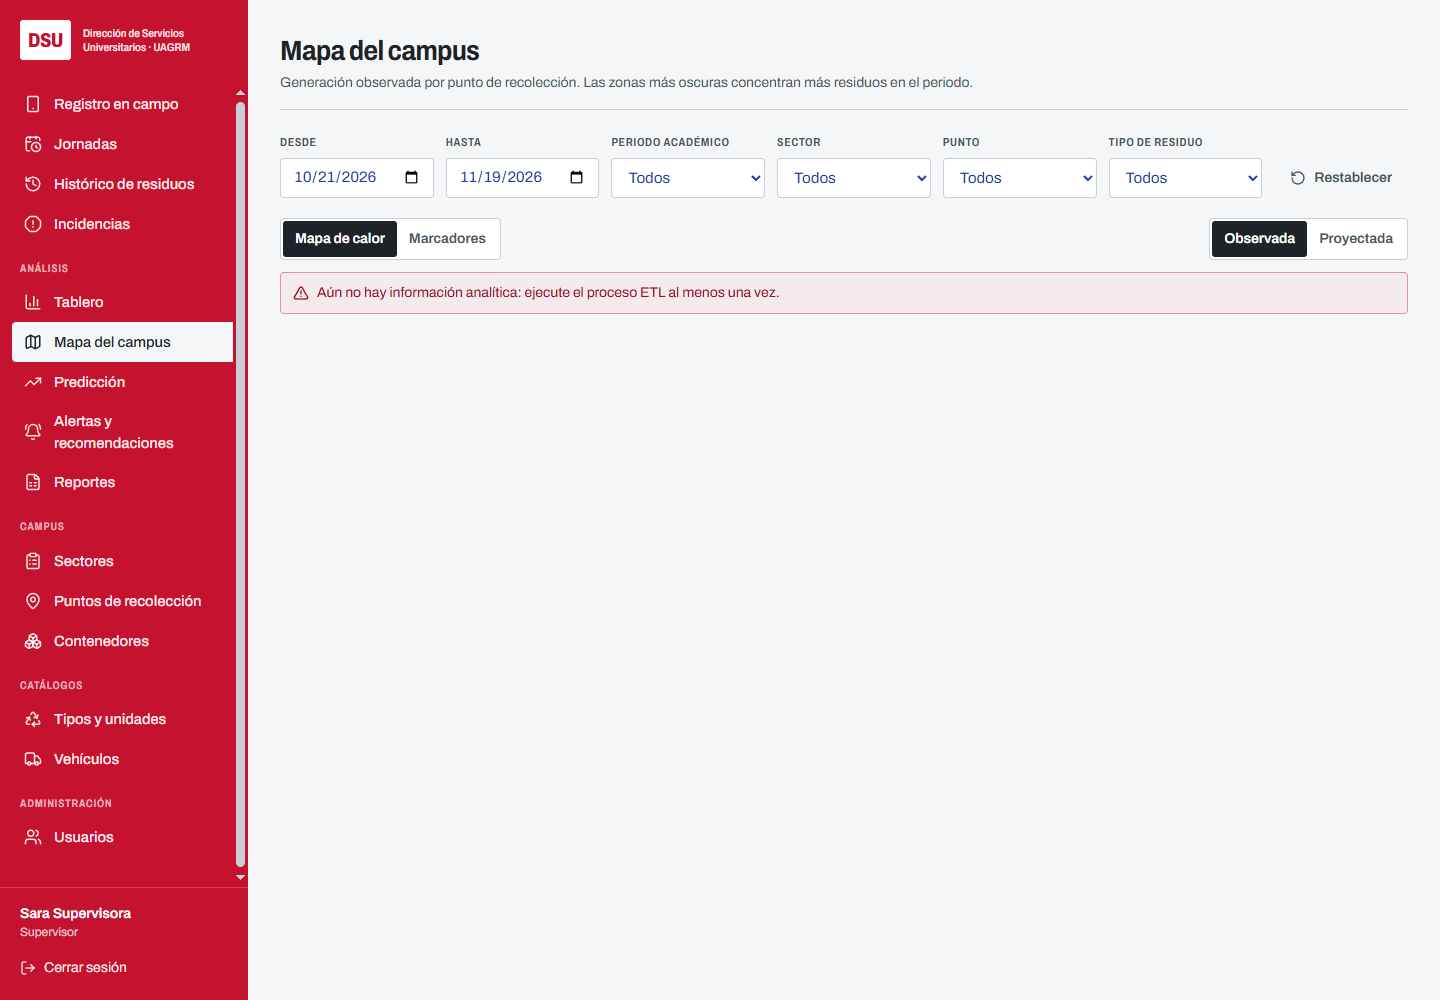 DSU
Dirección de Servicios
Universitarios · UAGRM
Registro en campo
Jornadas
Histórico de residuos
Incidencias
ANÁLISIS
Tablero
Mapa del campus
Predicción
Alertas y
recomendaciones
Reportes
CAMPUS
Sectores
Puntos de recolección
Contenedores
CATÁLOGOS
Tipos y unidades
Vehículos
ADMINISTRACIÓN
Usuarios
Sara Supervisora
Supervisor
Cerrar sesión
Mapa del campus
Generación observada por punto de recolección. Las zonas más oscuras concentran más residuos en el periodo.
DESDE HASTA PERIODO ACADÉMICO SECTOR PUNTO TIPO DE RESIDUO
10/21/2026 11/19/2026 Todos Todos Todos Todos Restablecer
Mapa de calor Marcadores Observada Proyectada
Aún no hay información analítica: ejecute el proceso ETL al menos una vez.